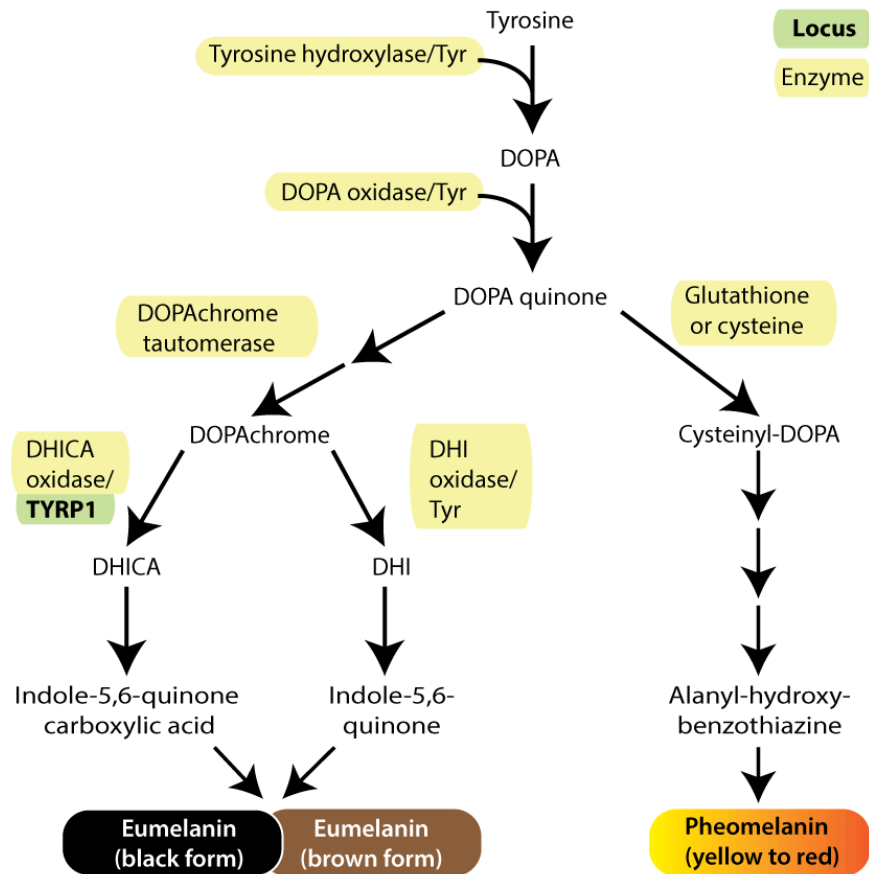 Tyrosine
Locus
Tyrosine hydroxylase/Tyr
Enzyme
DOPA
DOPA oxidase/Tyr
DOPA quinone
Glutathione
or cysteine
DOPAchrome
tautomerase
DOPAchrome
Cysteinyl-DOPA
DHICA
oxidase/
TYRP1
DHI
oxidase/
Tyr
DHICA
DHI
Indole-5,6-quinone
carboxylic acid
Indole-5,6-
quinone
Alanyl-hydroxy-
benzothiazine
Eumelanin
(black form)
Eumelanin
(brown form)
Pheomelanin
(yellow to red)